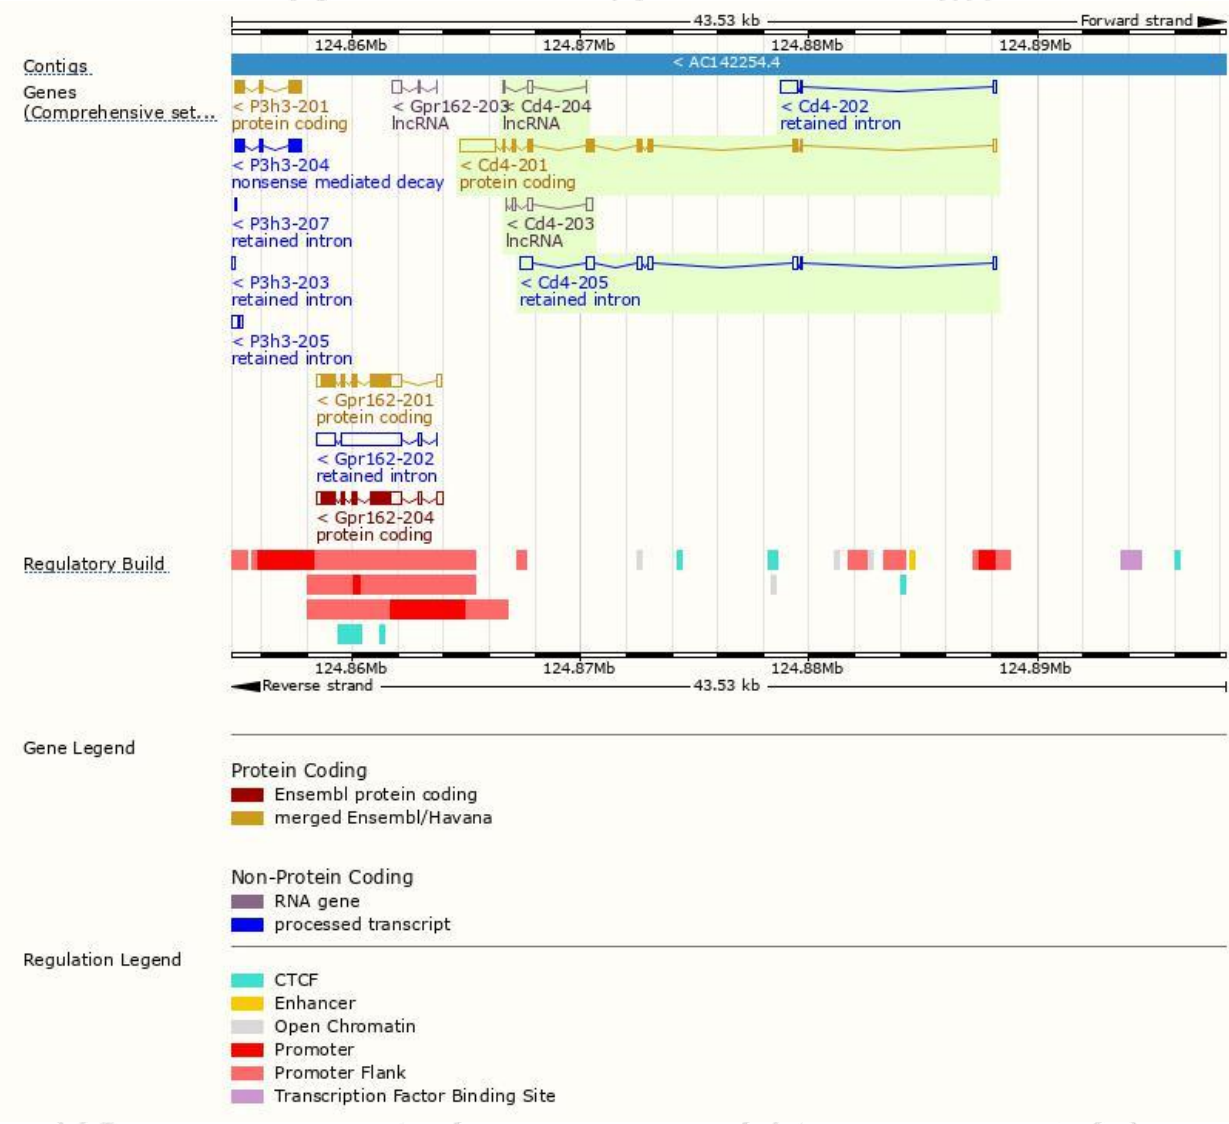 43.53 kb
Forward strand
124.86Mb 124.87Mb 124.88Mb 124.89Mb
Contigs
< AC142254.4
Genes
(Comprehensive set...
< P3h3-201 < Gpr162-203 < Cd4-204 < Cd4-202
protein coding lncRNA lncRNA retained intron
< P3h3-204 < Cd4-201
nonsense mediated decay protein coding
< P3h3-207 < Cd4-203
retained intron lncRNA
< P3h3-203 < Cd4-205
retained intron retained intron
< P3h3-205
retained intron
< Gpr162-201
protein coding
< Gpr162-202
retained intron
< Gpr162-204
protein coding
Regulatory Build
124.86Mb 124.87Mb 124.88Mb 124.89Mb
Reverse strand 43.53 kb
Gene Legend
Protein Coding
Ensembl protein coding
merged Ensembl/Havana
Non-Protein Coding
RNA gene
processed transcript
Regulation Legend
CTCF
Enhancer
Open Chromatin
Promoter
Promoter Flank
Transcription Factor Binding Site